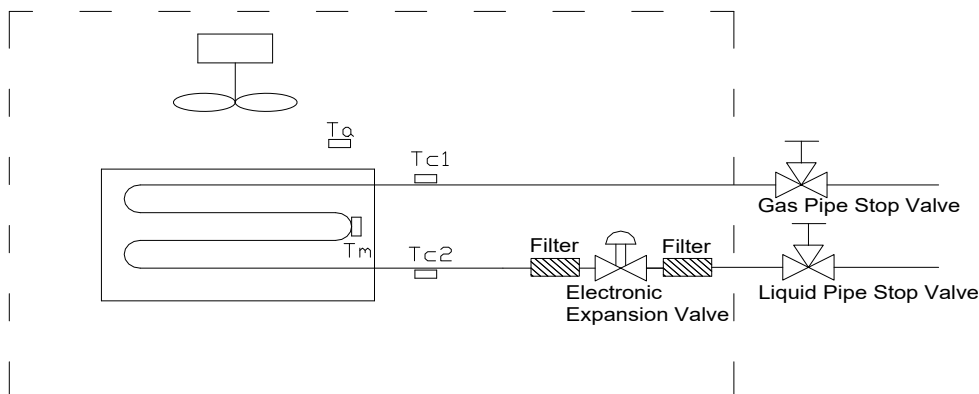 Ta
Tc1
Gas Pipe Stop Valve
Tm
Tc2
Filter
Filter
Electronic
Expansion Valve
Liquid Pipe Stop Valve